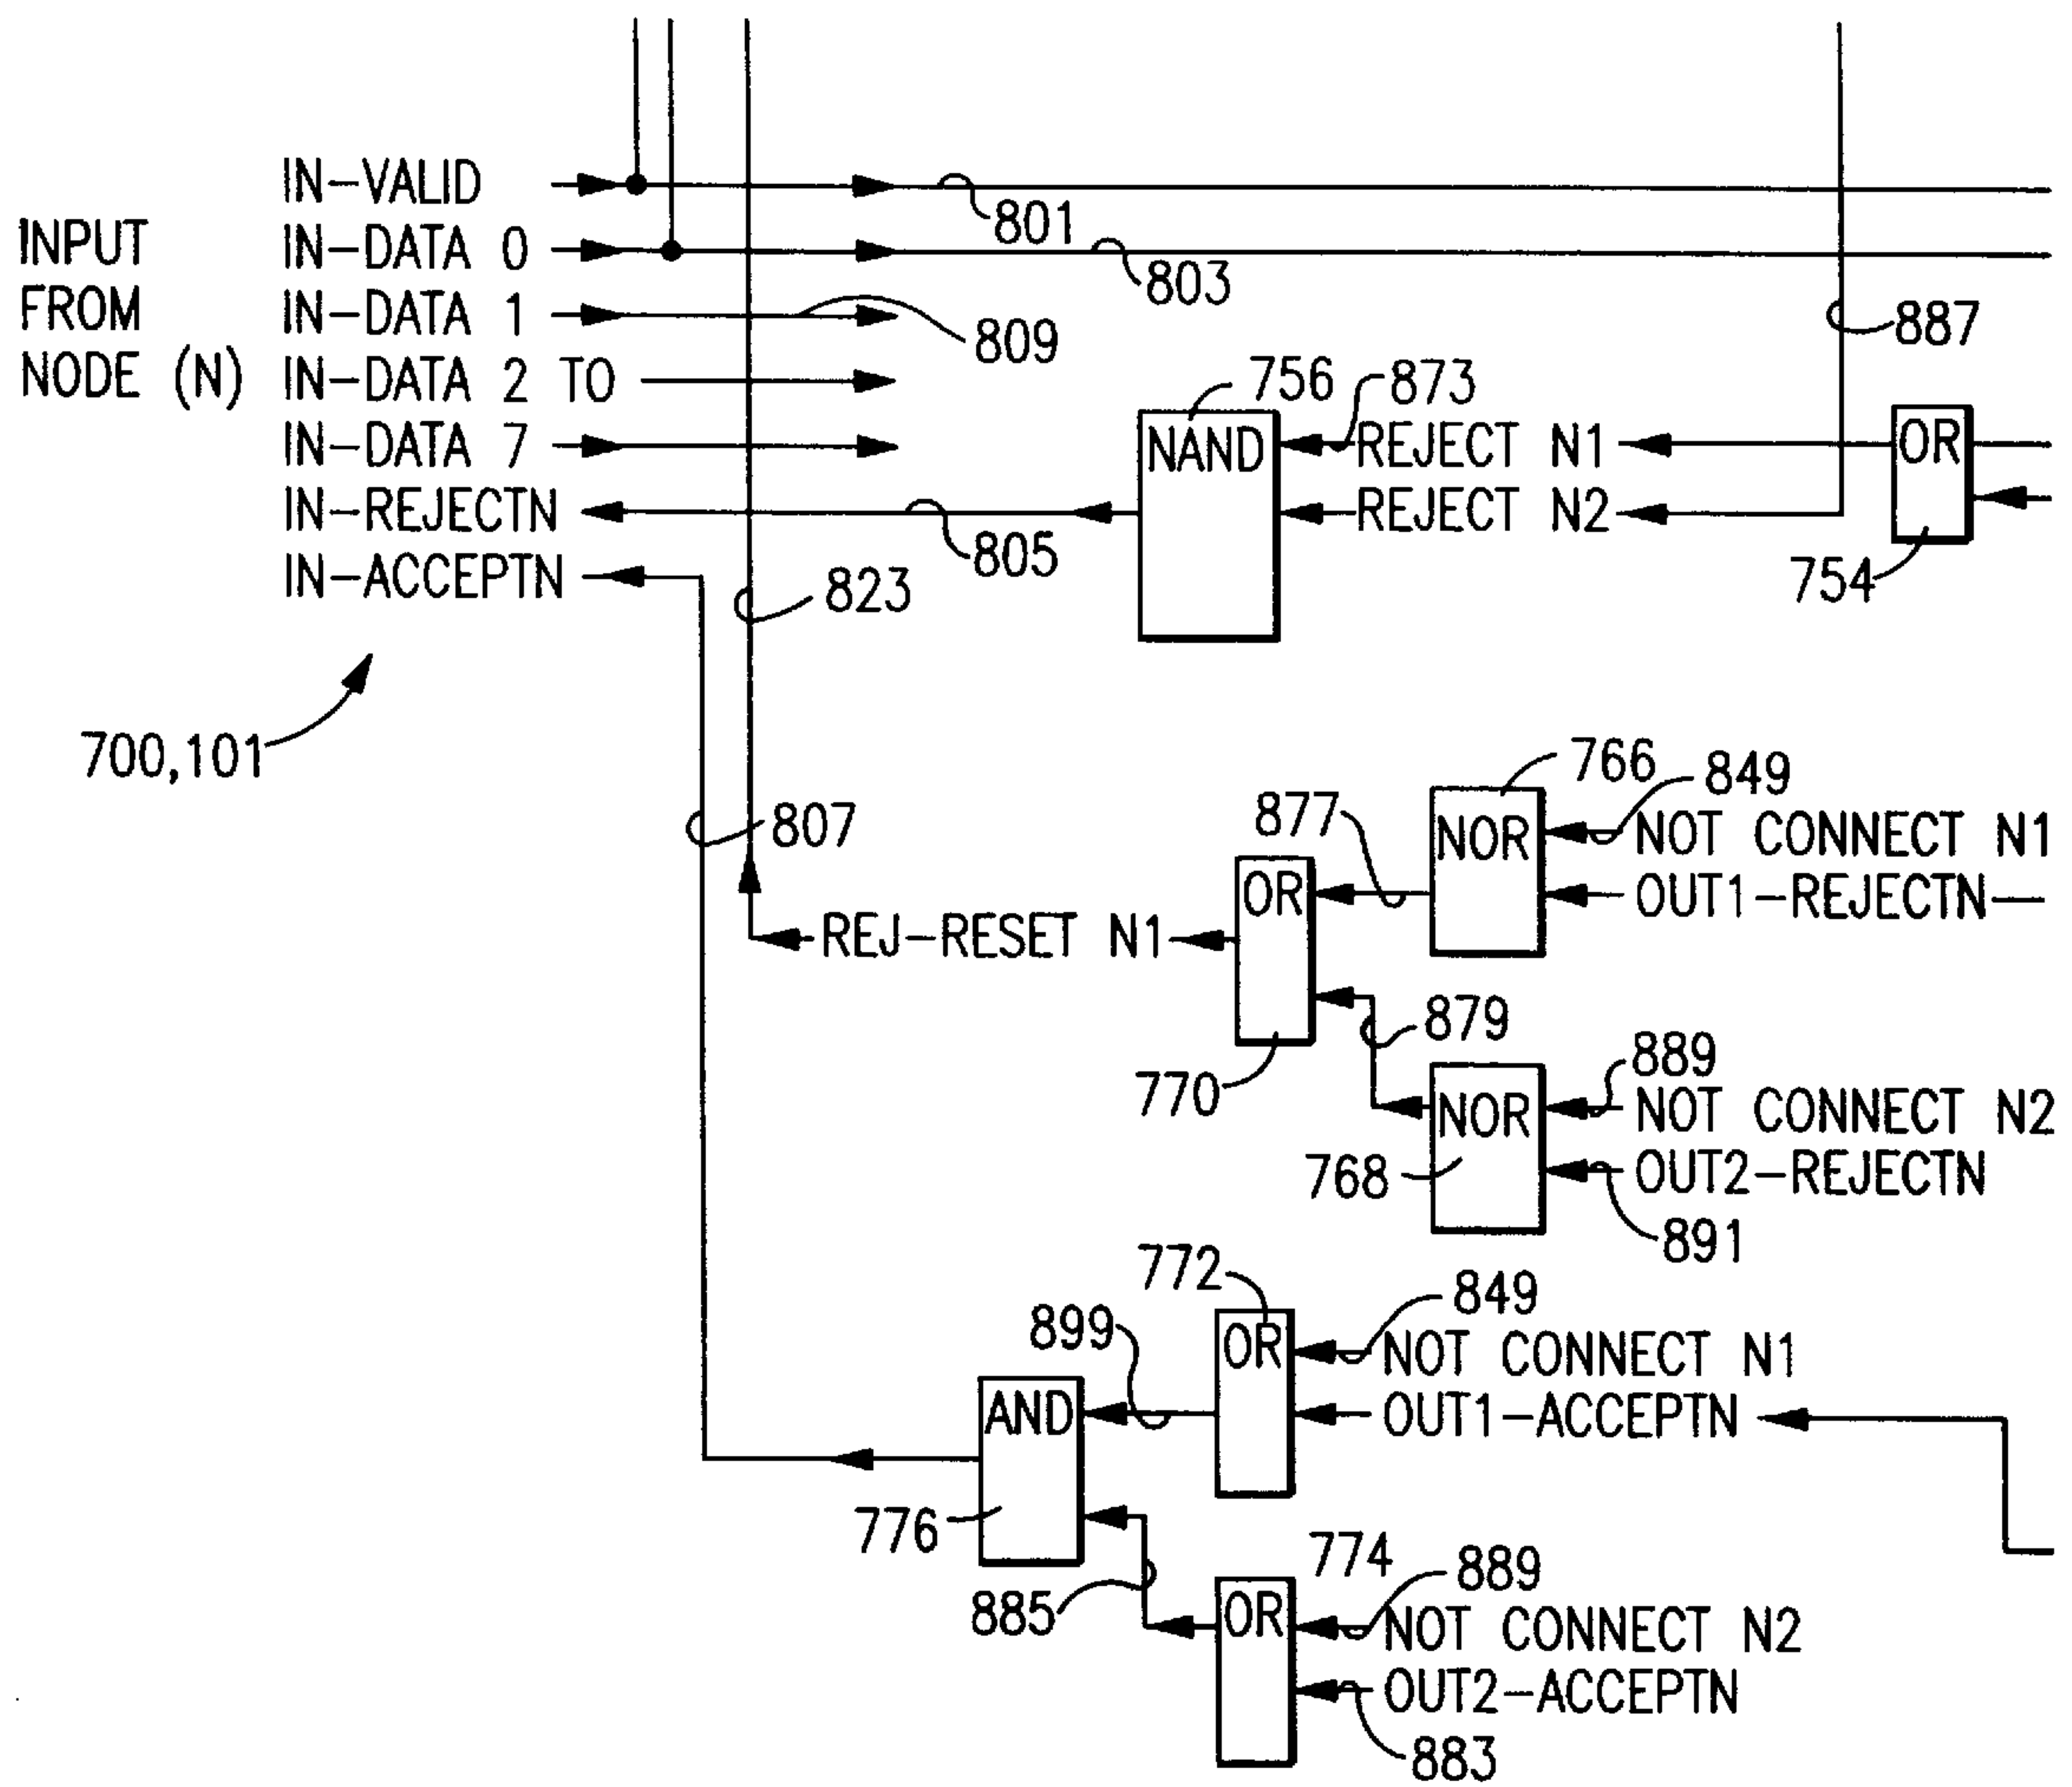 IN-VALID
801
INPUT
FROM
NODE (N)
IN-DATA 0
803
IN-DATA 1
809
887
IN-DATA 2 TO
756
873
IN-DATA 7
NAND
REJECT N1
OR
IN-REJECTN
REJECT N2
805
IN-ACCEPTN
823
754
700,101
766
849
877
807
NOR
NOT CONNECT N1
OR
OUT1-REJECTN
REJ-RESET N1
879
889
770
NOR
NOT CONNECT N2
768
OUT2-REJECTN
891
772
849
899
OR
NOT CONNECT N1
AND
OUT1-ACCEPTN
776
774
889
885
OR
NOT CONNECT N2
OUT2-ACCEPTN
883